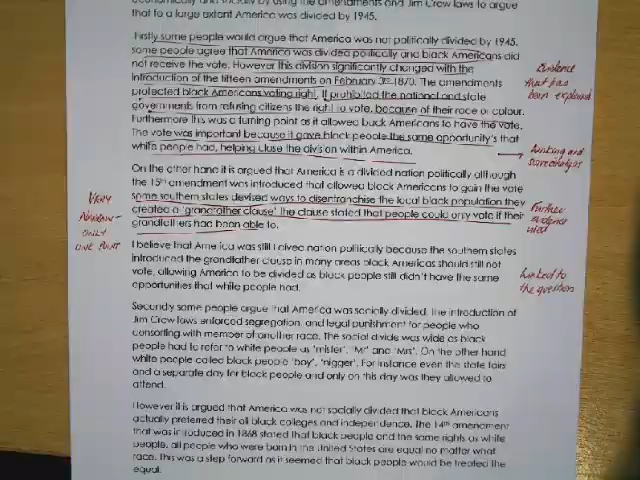 economically and socially by using the amendments and Jim Crow laws to argue
that to a large extant America was divided by 1945.
Firstly some people would argue that America was not politically divided by 1945,
some people agree that America was divided politically and black Americans did
not receive the vote. However this division significantly changed with the
introduction of the fifteen amendments on February 3rd 1870. The amendments
protected black Americans voting right, If prohibited the national and state
governments from refusing citizens the right to vote, because of their race or colour.
Furthermore this was a turning point as it allowed black Americans to have the vote.
The vote was important because it gave black people the same opportunity's that
white people had, helping close the division within America.
On the other hand it is argued that America is a divided nation politically although
the 15th amendment was introduced that allowed black Americans to gain the vote
some southern states devised ways to disenfranchise the local black population they
created a 'grandfather clause' the clause stated that people could only vote if their
grandfathers had been able to.
I believe that America was still divided nation politically because the southern states
introduced the grandfather clause in many areas black Americas should still not
vote, allowing America to be divided as black people still didn't have the same
opportunities that while people had.
Secondly some people argue that America was socially divided. The introduction of
Jim Crow laws enforced segregation, and legal punishment for people who
consorting with member of another race. The social divide was wide as black
people had to refer to white people as 'mister', 'Mr' and 'Mrs'. On the other hand
white people called black people 'boy', 'nigger'. For instance even the state fairs
and a separate day for black people and only on this day was they allowed to
attend.
However it is argued that America was not socially divided that black Americans
actually preferred their all black colleges and independence. The 14th amendment
that was introduced in 1868 stated that black people and the same rights as white
people, all people who were born in the United States are equal no matter what
race. This was a step forward as it seemed that black people would be treated the
equal.
Evidence
that has
been explained
Further
evidence
used
Linked to
the question
VERY
NARROW -
ONLY
ONE POINT